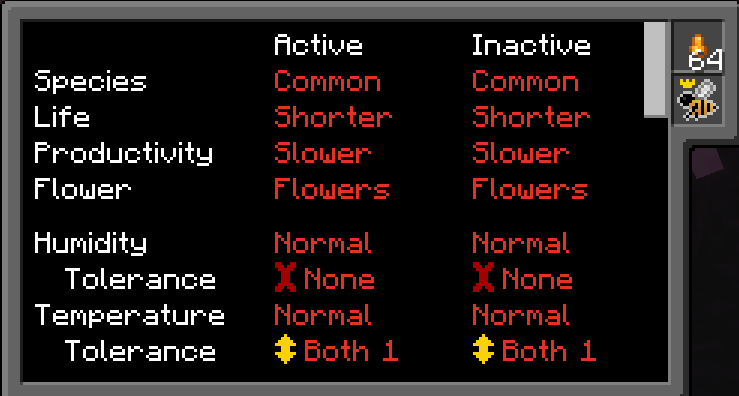 Active Inactive
64
Species Common Common
Life Shorter Shorter
Productivity Slower Slower
Flower Flowers Flowers
Humidity Normal Normal
Tolerance None None
Temperature Normal Normal
Tolerance Both 1 Both 1